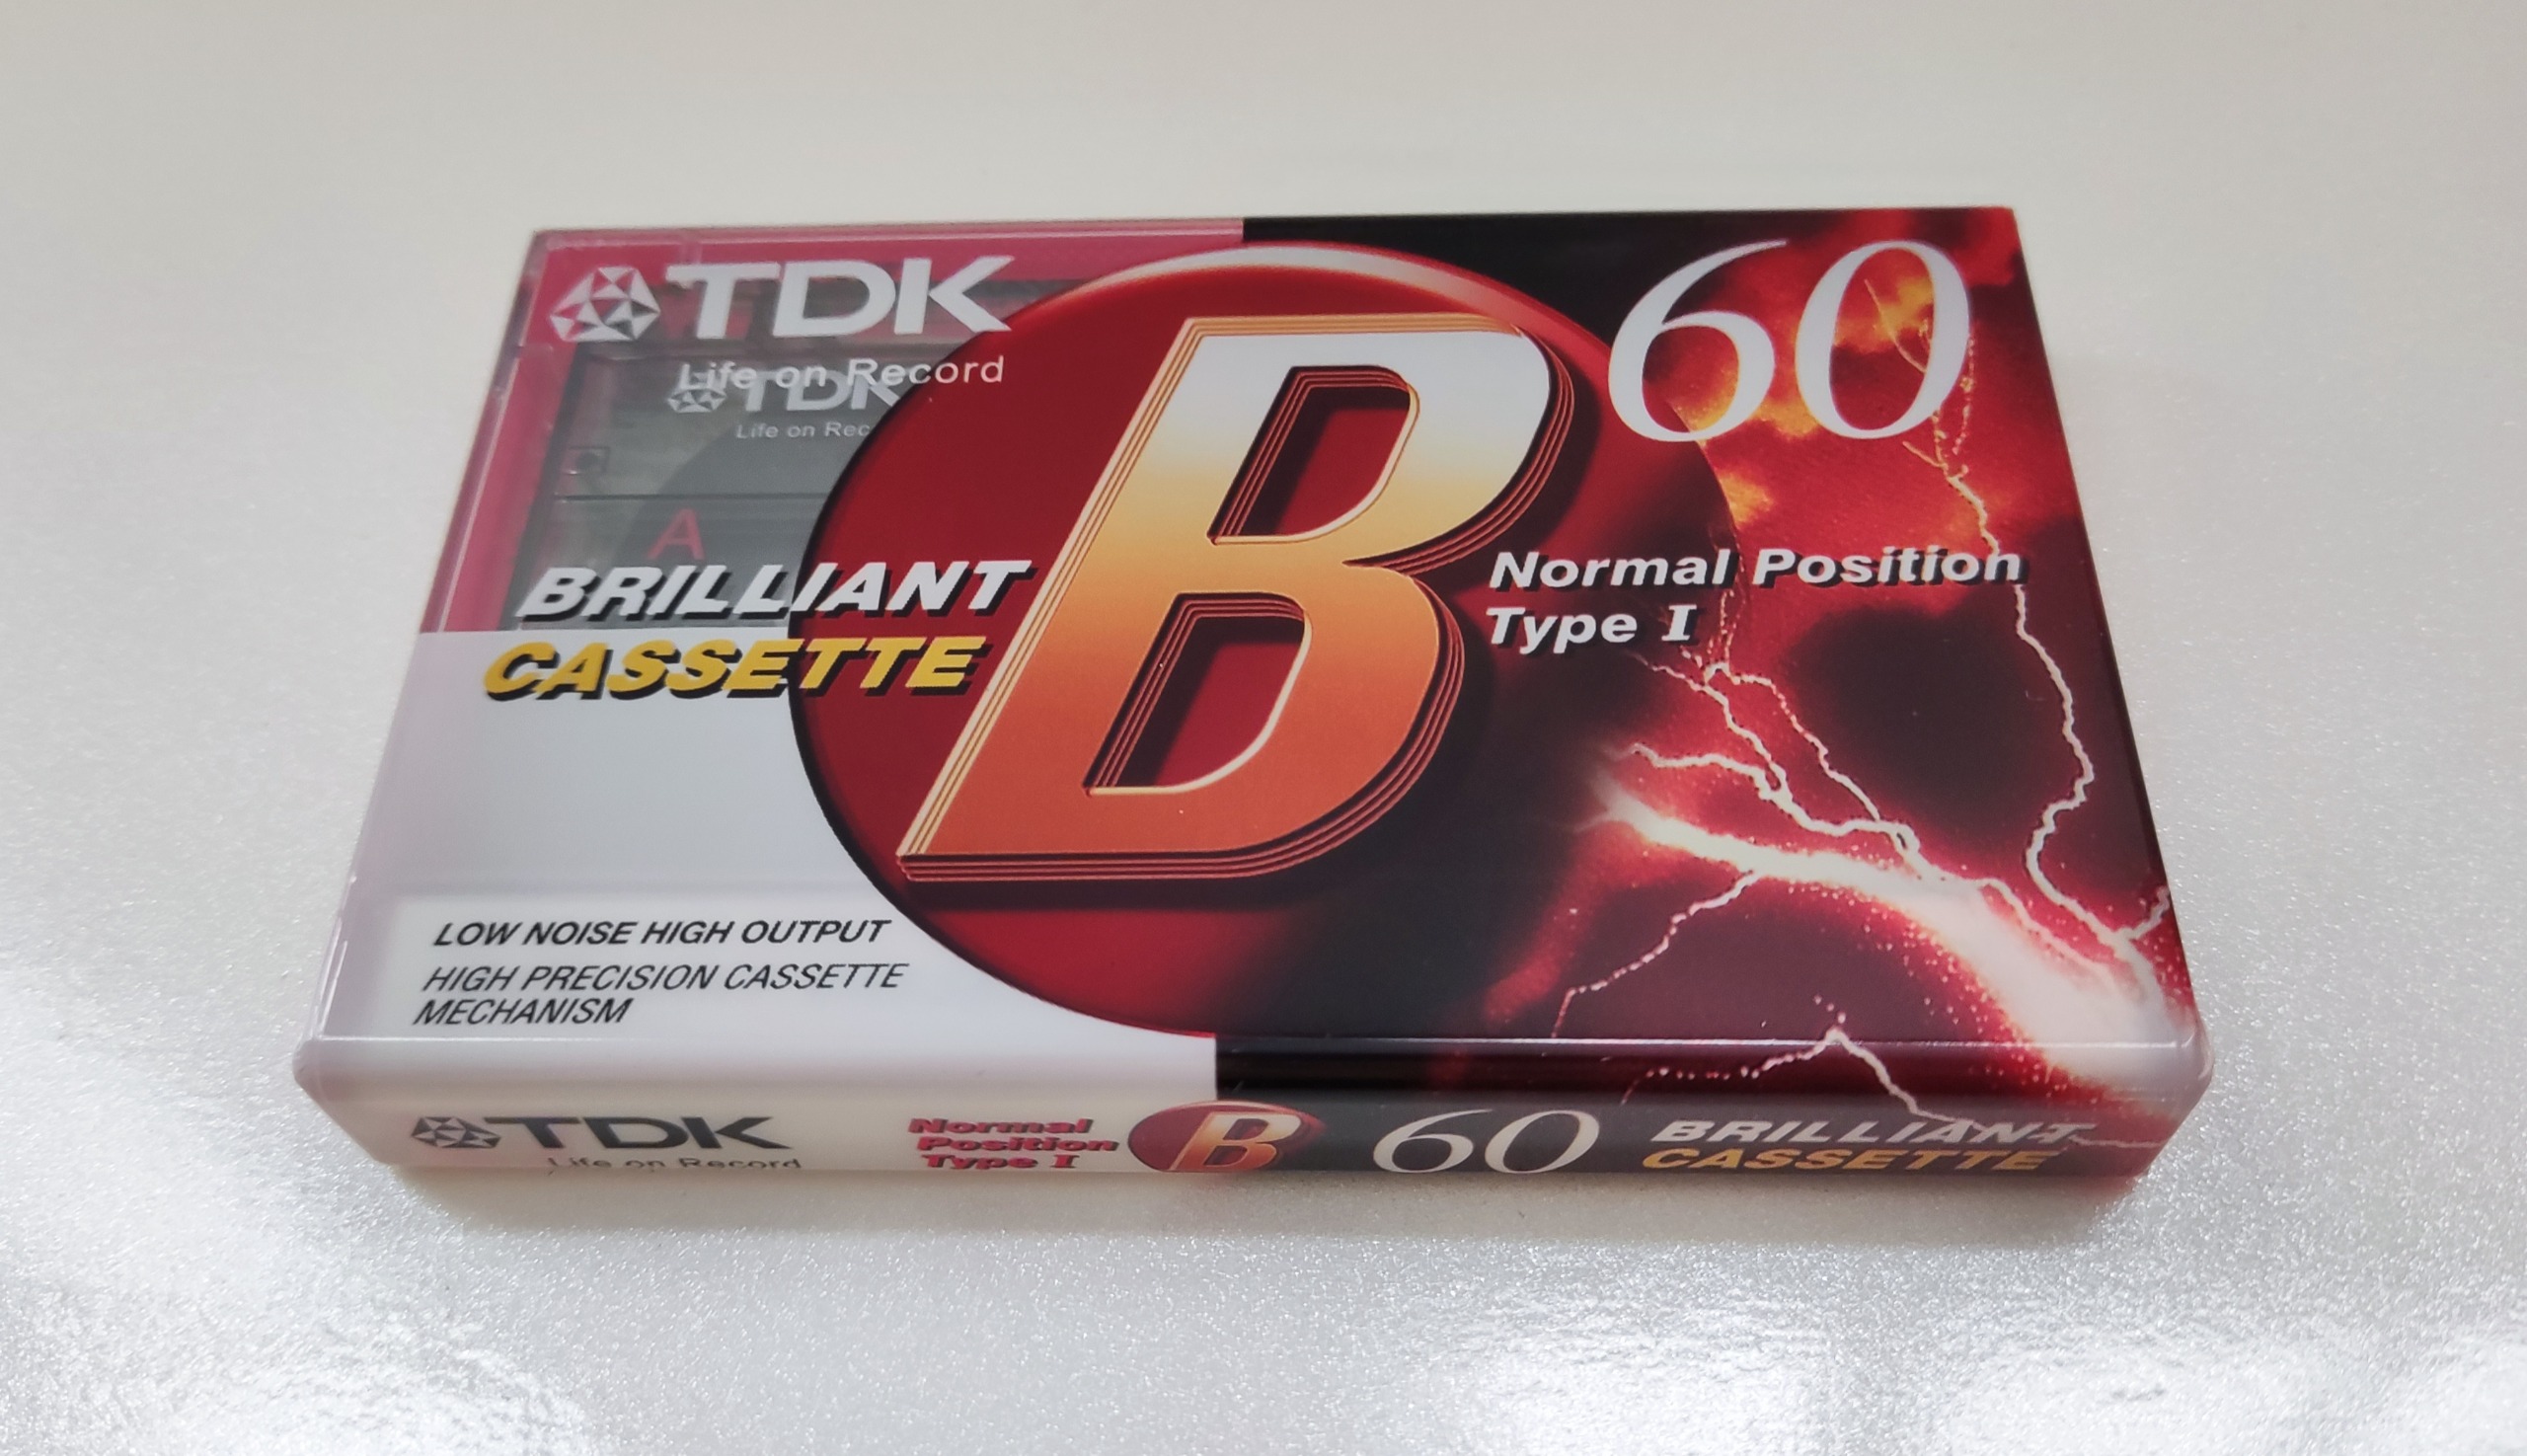 TDK
Life on Record
TDK
Life on Rec
A
BRILLIANT
CASSETTE
B
60
Normal Position
Type I
LOW NOISE HIGH OUTPUT
HIGH PRECISION CASSETTE
MECHANISM
TDK
Life on Record
Normal
Position
Type I
B
60
BRILLIANT
CASSETTE